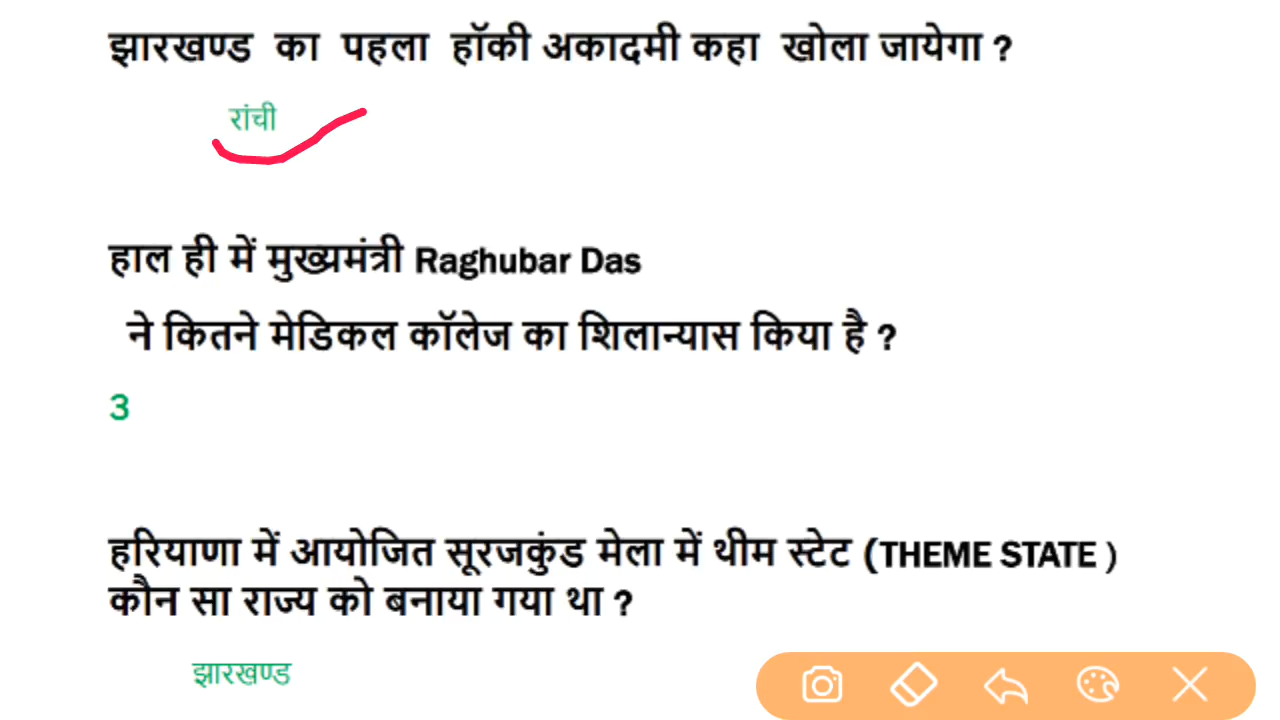 झारखण्ड का पहला हॉकी अकादमी कहा खोला जायेगा ?
रांची
हाल ही में मुख्यमंत्री Raghubar Das
ने कितने मेडिकल कॉलेज का शिलान्यास किया है ?
3
हरियाणा में आयोजित सूरजकुंड मेला में थीम स्टेट (THEME STATE )
कौन सा राज्य को बनाया गया था ?
झारखण्ड